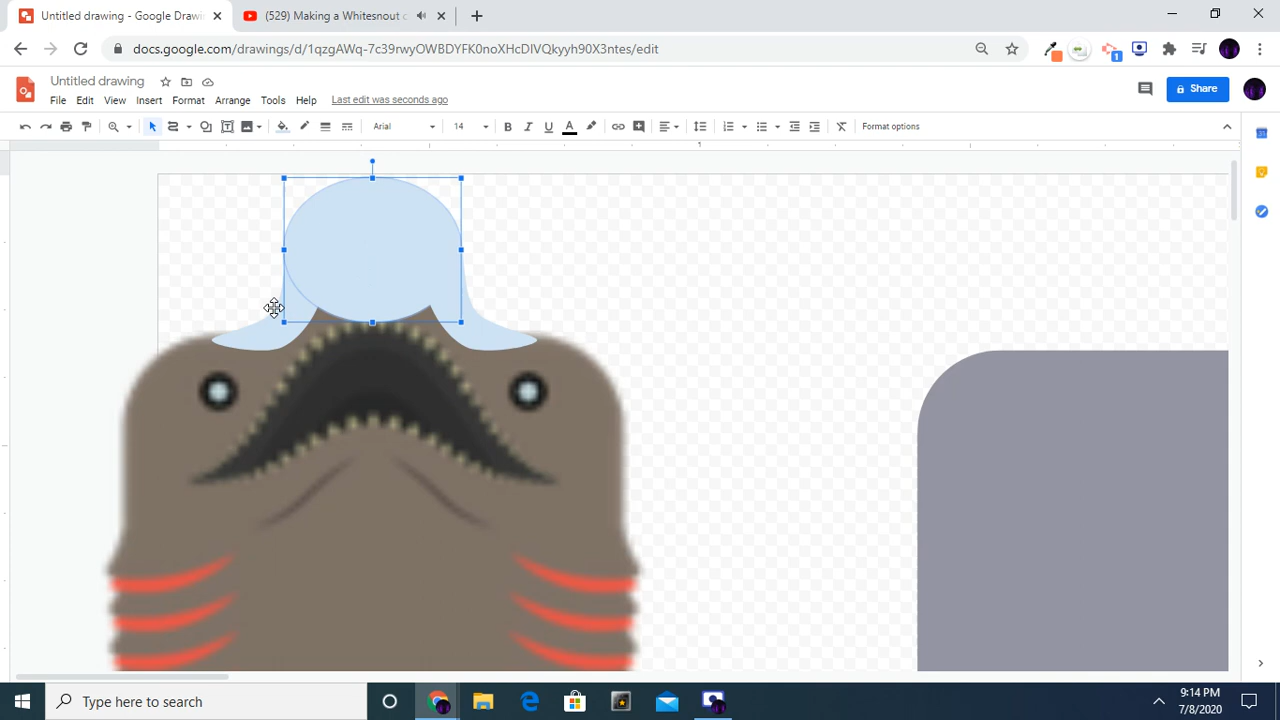 Untitled drawing - Google Drawi
(529) Making a Whitesnout c
docs.google.com/drawings/d/1qzgAWq-7c39rwyOWBDYFK0noXHcDIVQkyyh90X3ntes/edit
1
Untitled drawing
File Edit View Insert Format Arrange Tools Help Last edit was seconds ago
Share
Arial 14 B I U A Format options
1
Type here to search
9:14 PM
7/8/2020